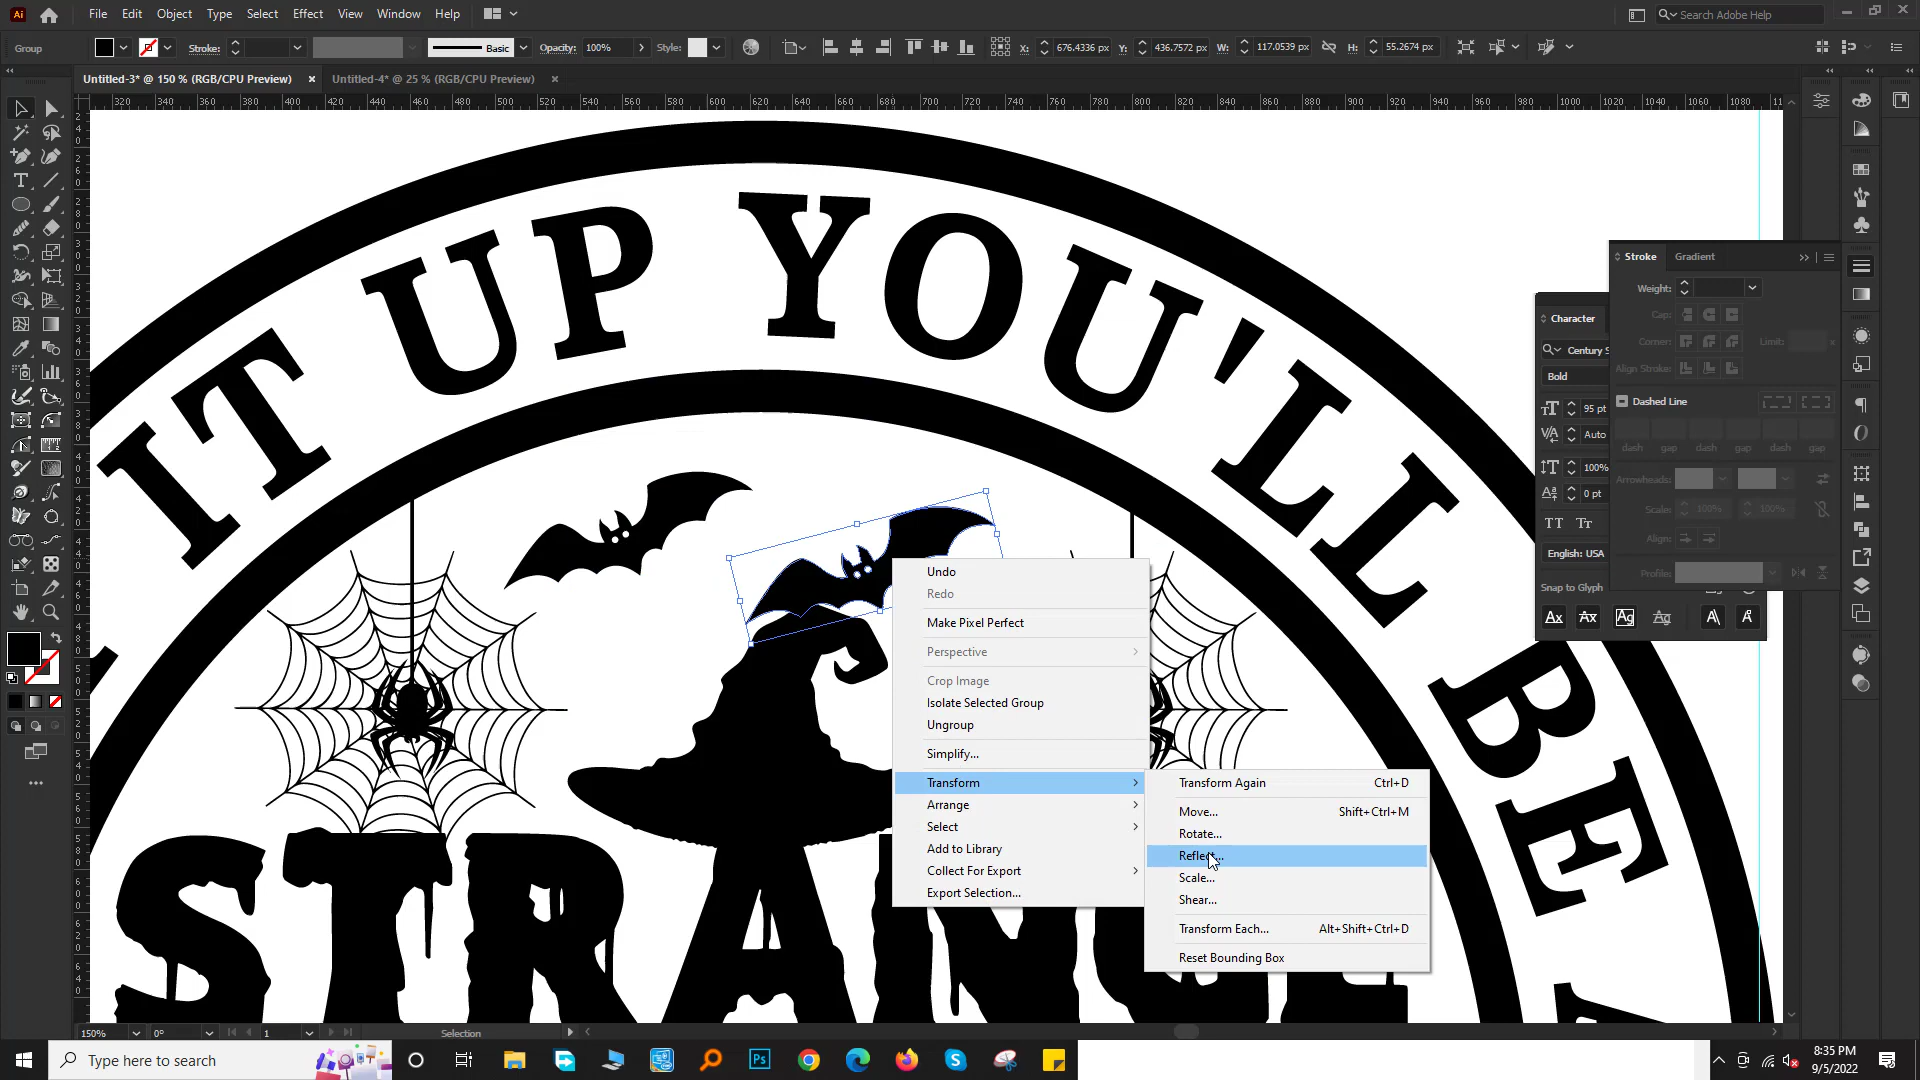 Ai
File Edit Object Type Select Effect View Window Help
Search Adobe Help
Group
Stroke:
Basic
Opacity: 100%
Style:
X: 676.4336 px Y: 436.7572 px W: 117.0539 px H: 55.2674 px
Untitled-3* @ 150 % (RGB/CPU Preview) × Untitled-4* @ 25 % (RGB/CPU Preview) ×
320 340 360 380 400 420 440 460 480 500 520 540 560 580 600 620 640 660 680 700 720 740 760 780 800 820 840 860 880 900 920 940 960 980 1000 1020 1040 1060 1080 11
IT UP YOU'LL BE A
STRANGE
Undo
Redo
Make Pixel Perfect
Perspective
Crop Image
Isolate Selected Group
Ungroup
Simplify...
Transform
Arrange
Select
Add to Library
Collect For Export
Export Selection...
Transform Again Ctrl+D
Move... Shift+Ctrl+M
Rotate...
Reflect...
Scale...
Shear...
Transform Each... Alt+Shift+Ctrl+D
Reset Bounding Box
Stroke Gradient
Weight:
Cap:
Corner: Limit:
Align Stroke:
Dashed Line
dash gap dash gap dash gap
Arrowheads:
Scale: 100% 100%
Align:
Profile:
Character
Century S
Bold
95 pt
Auto
100%
0 pt
TT Tr
English: USA
Snap to Glyph
150% 0° 1 Selection
Type here to search
Ps
8:35 PM
9/5/2022